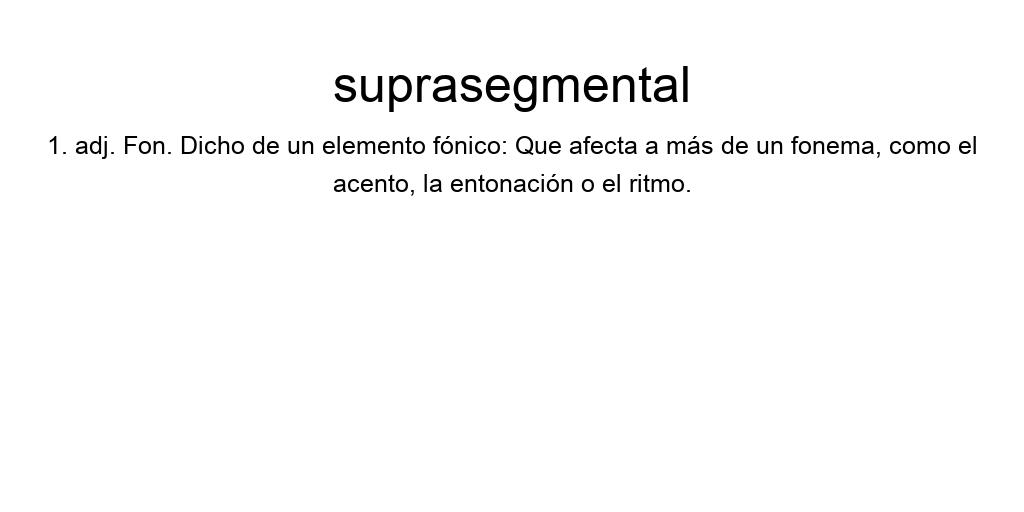 suprasegmental
1. adj. Fon. Dicho de un elemento fónico: Que afecta a más de un fonema, como el
acento, la entonación o el ritmo.